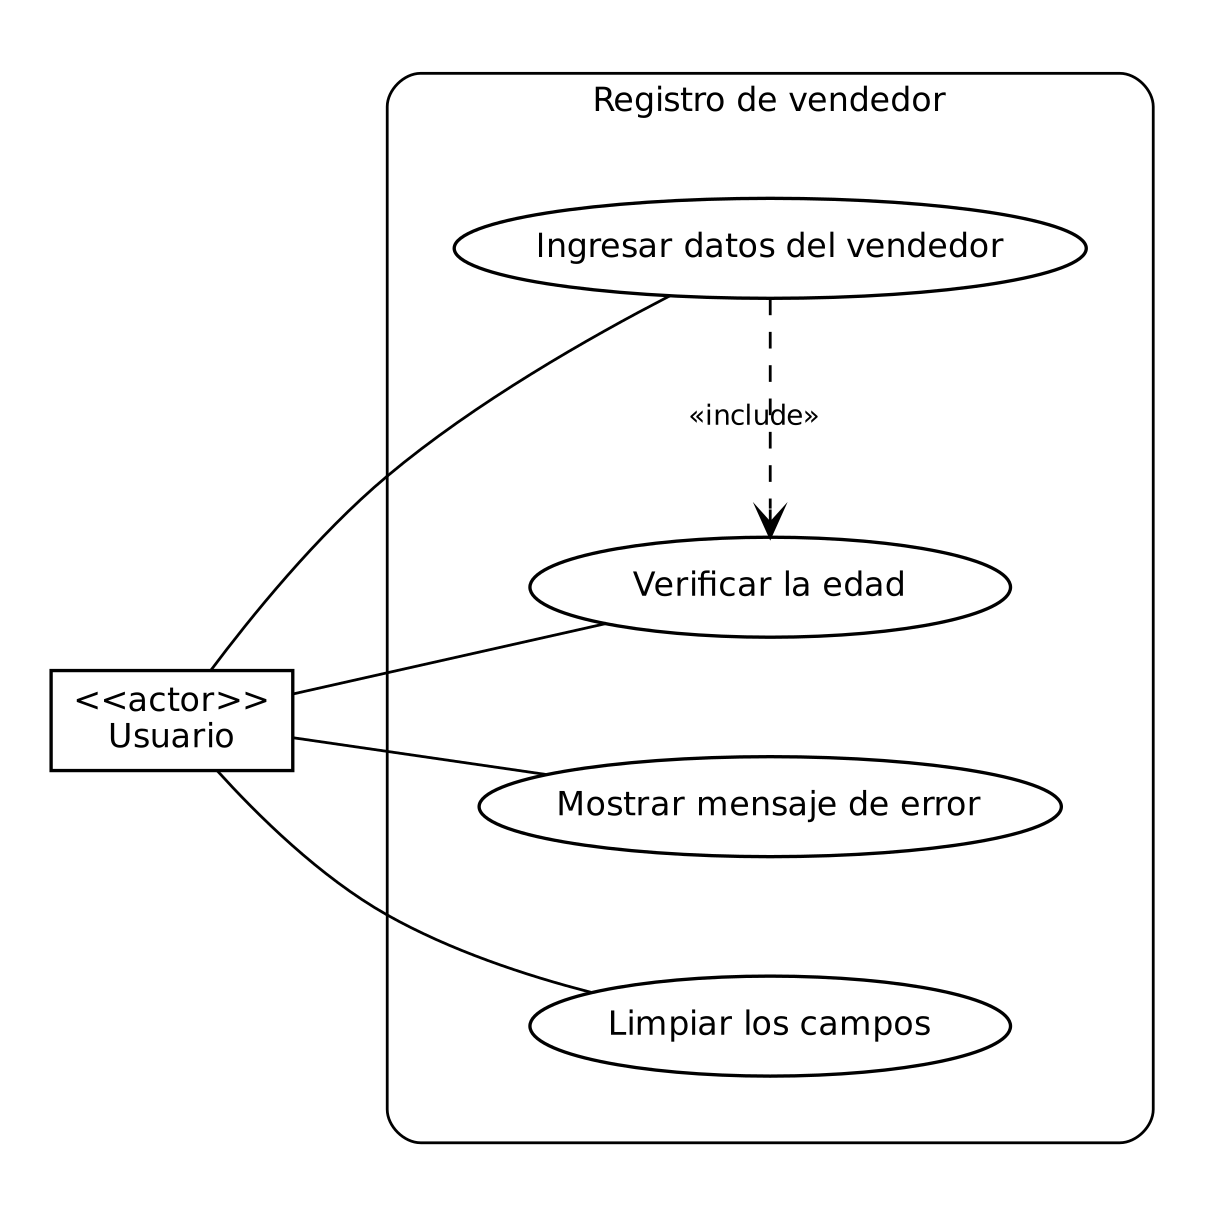 Registro de vendedor
Ingresar datos del vendedor
«include»
Verificar la edad
<<actor>>
Usuario
Mostrar mensaje de error
Limpiar los campos